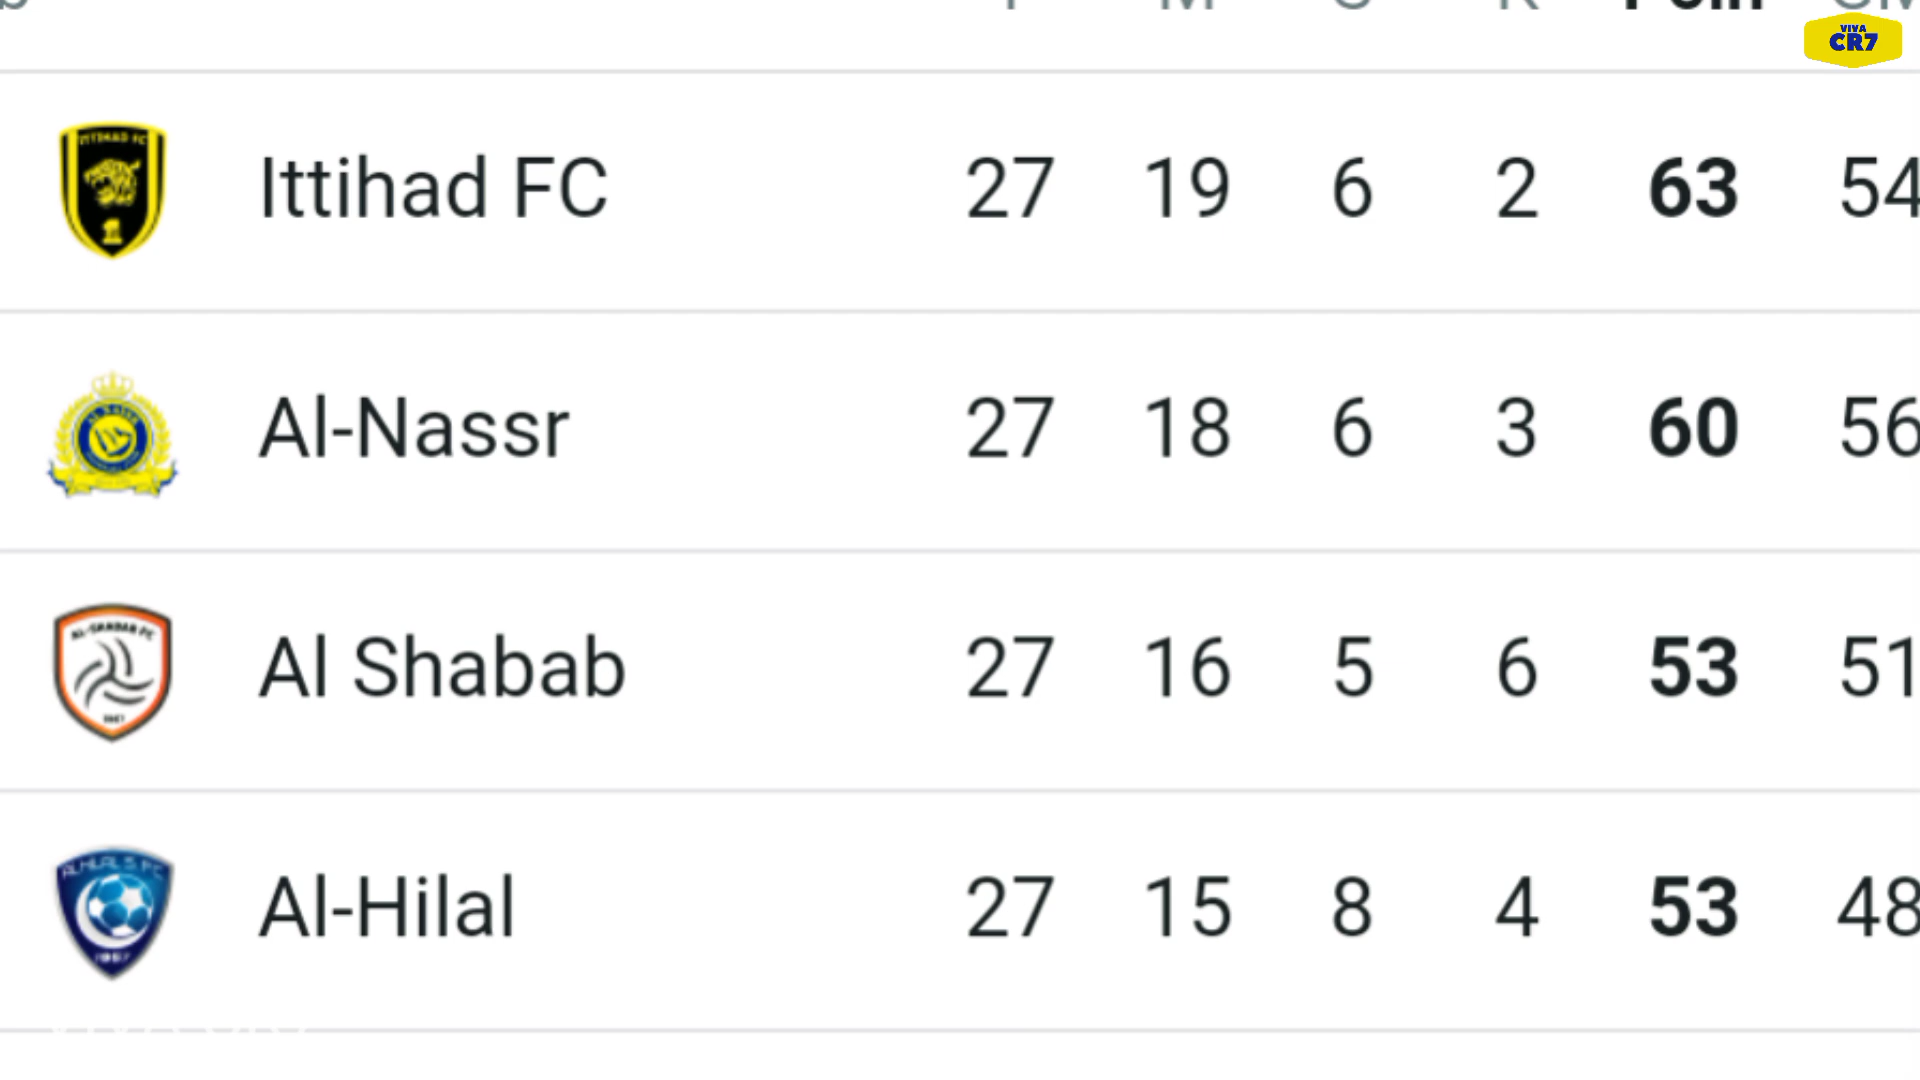 VIVA
CR7
Ittihad FC 27 19 6 2 63 54
Al-Nassr 27 18 6 3 60 56
Al Shabab 27 16 5 6 53 51
Al-Hilal 27 15 8 4 53 48